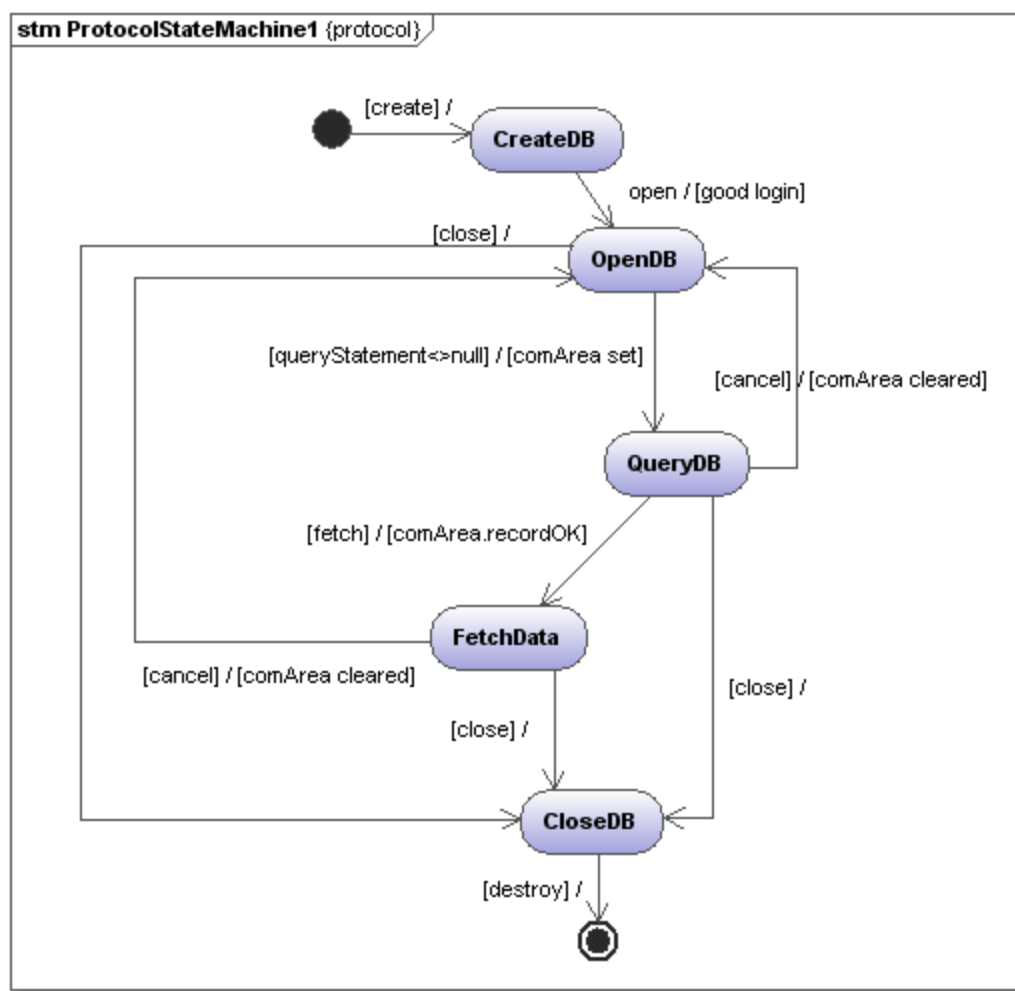 stm ProtocolStateMachine1 {protocol}
[create] /
CreateDB
open / [good login]
[close] /
OpenDB
[queryStatement<>null] / [comArea set]
[cancel] / [comArea cleared]
QueryDB
[fetch] / [comArea.recordOK]
FetchData
[cancel] / [comArea cleared]
[close] /
[close] /
CloseDB
[destroy] /